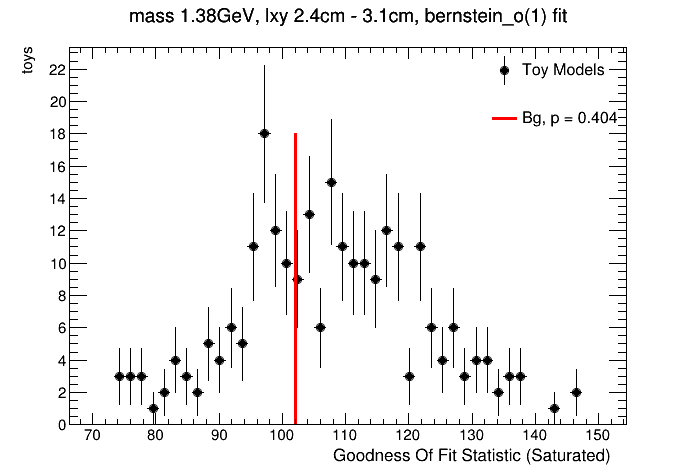 mass 1.38GeV, lxy 2.4cm - 3.1cm, bernstein_o(1) fit
toys
Toy Models
Bg, p = 0.404
22
20
18
16
14
12
10
8
6
4
2
0
70 80 90 100 110 120 130 140 150
Goodness Of Fit Statistic (Saturated)